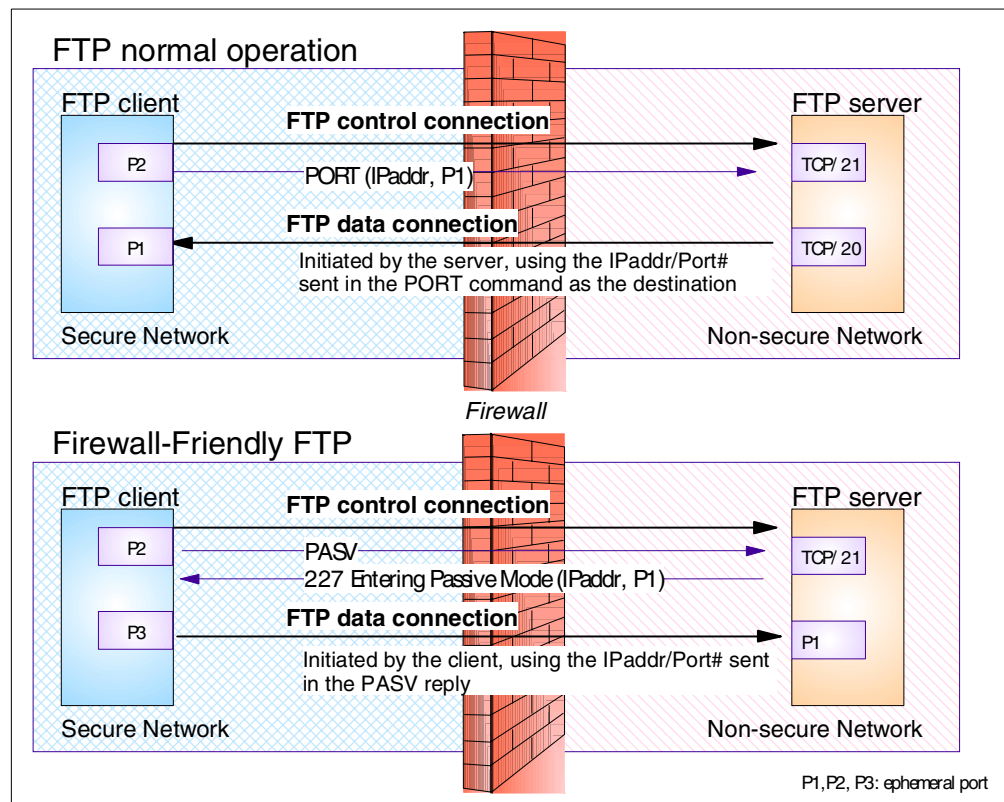 FTP normal operation
FTP client
FTP server
FTP control connection
P2
TCP/ 21
PORT (IPaddr, P1)
FTP data connection
P1
TCP/ 20
Initiated by the server, using the IPaddr/Port#
sent in the PORT command as the destination
Secure Network
Non-secure Network
Firewall
Firewall-Friendly FTP
FTP client
FTP server
FTP control connection
P2
PASV
TCP/ 21
227 Entering Passive Mode (IPaddr, P1)
FTP data connection
P3
P1
Initiated by the client, using the IPaddr/Port# sent
in the PASV reply
Secure Network
Non-secure Network
P1,P2, P3: ephemeral port